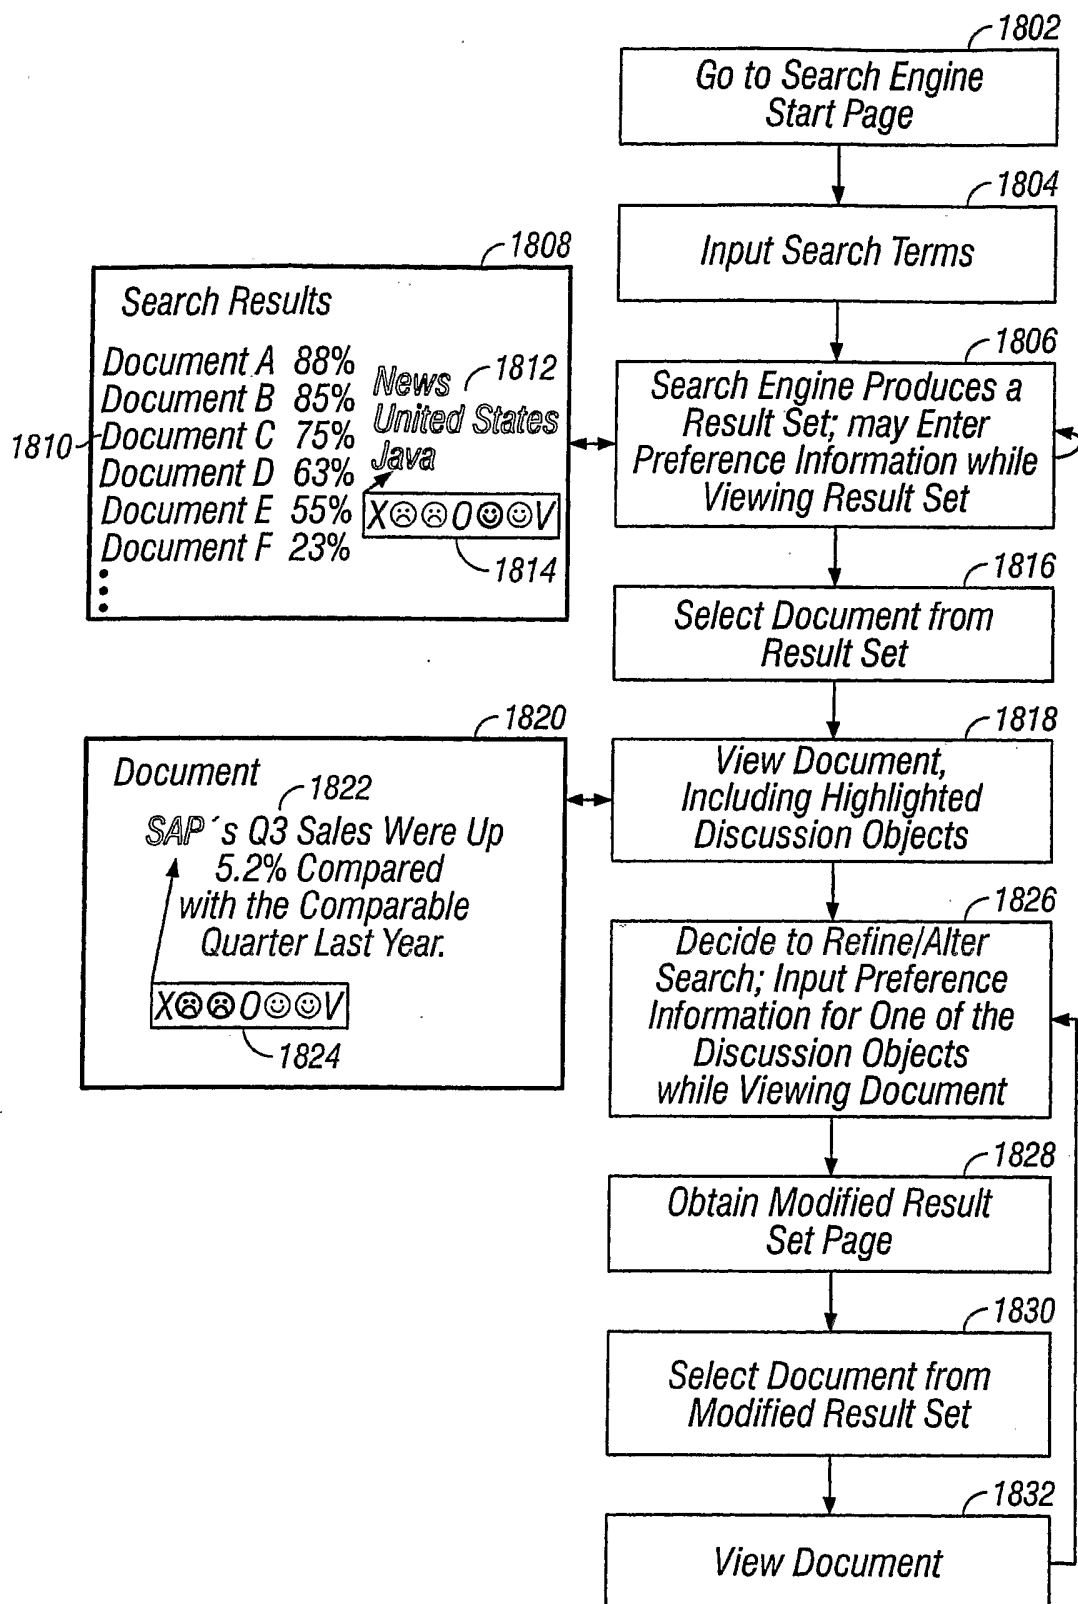 1802
Go to Search Engine
Start Page
1804
Input Search Terms
1806
Search Engine Produces a
Result Set; may Enter
Preference Information while
Viewing Result Set
1808
Search Results
Document A 88%
Document B 85%
Document C 75%
Document D 63%
Document E 55%
Document F 23%
1810
1812
News
United States
Java
X☹☹O☻☺V
1814
1816
Select Document from
Result Set
1818
View Document,
Including Highlighted
Discussion Objects
1820
Document
1822
SAP´s Q3 Sales Were Up
5.2% Compared
with the Comparable
Quarter Last Year.
X☹☹O☺☺V
1824
1826
Decide to Refine/Alter
Search; Input Preference
Information for One of the
Discussion Objects
while Viewing Document
1828
Obtain Modified Result
Set Page
1830
Select Document from
Modified Result Set
1832
View Document